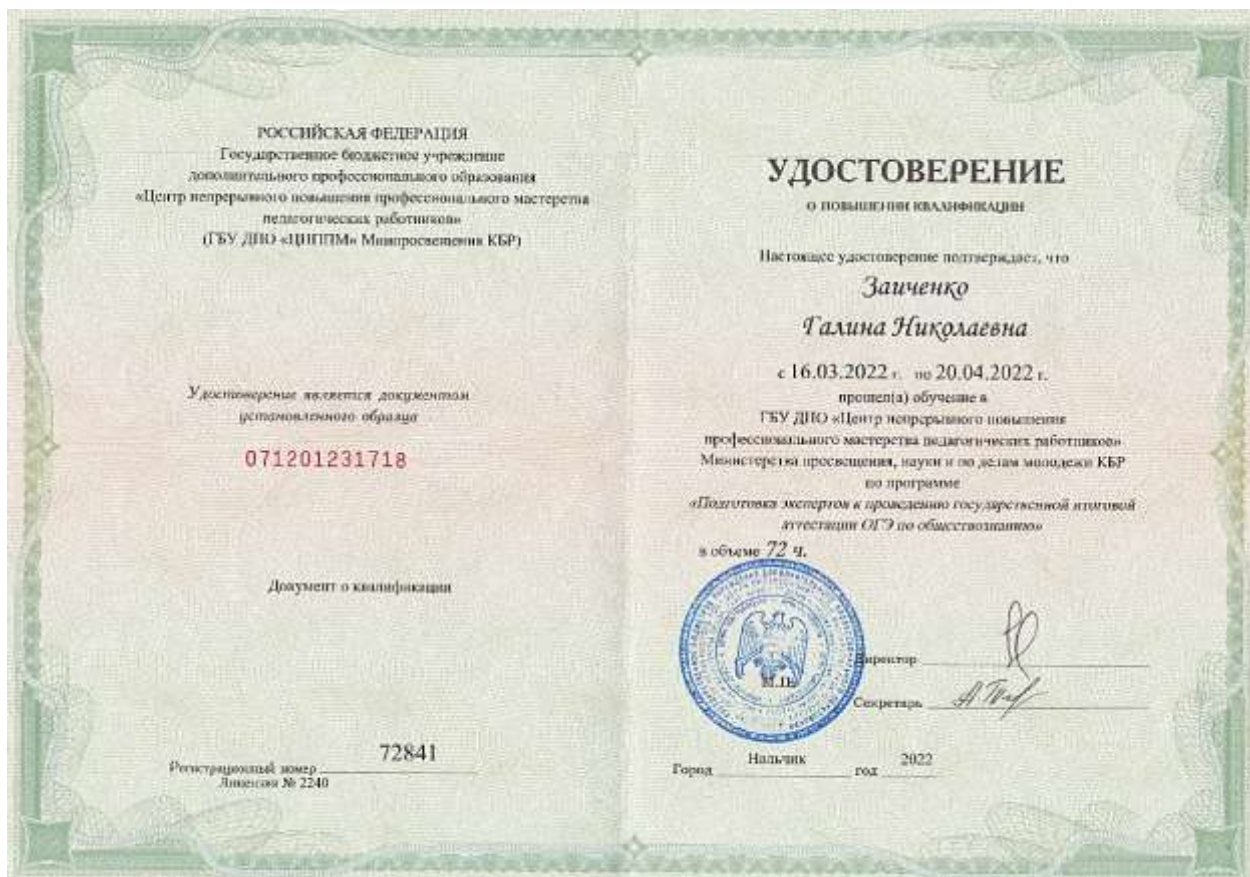 РОССИЙСКАЯ ФЕДЕРАЦИЯ
Государственное бюджетное учреждение
дополнительного профессионального образования
«Центр непрерывного повышения профессионального мастерства
педагогических работников»
(ГБУ ДПО «ЦНППМ» Минпросвещения КБР)
Удостоверение является документом
установленного образца
071201231718
Документ о квалификации
Регистрационный номер 72841
Лицензия № 2240
УДОСТОВЕРЕНИЕ
О ПОВЫШЕНИИ КВАЛИФИКАЦИИ
Настоящее удостоверение подтверждает, что
Заиченко
Галина Николаевна
с 16.03.2022 г. по 20.04.2022 г.
прошел(а) обучение в
ГБУ ДПО «Центр непрерывного повышения
профессионального мастерства педагогических работников»
Министерства просвещения, науки и по делам молодежи КБР
по программе
«Подготовка экспертов к проведению государственной итоговой
аттестации ОГЭ по обществознанию»
в объеме 72 ч.
М.П.
Директор
Секретарь
Город Нальчик год 2022